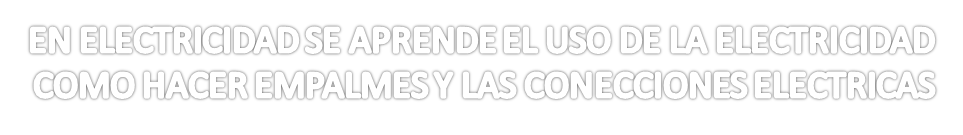 EN ELECTRICIDAD SE APRENDE EL USO DE LA ELECTRICIDAD
COMO HACER EMPALMES Y LAS CONECCIONES ELECTRICAS